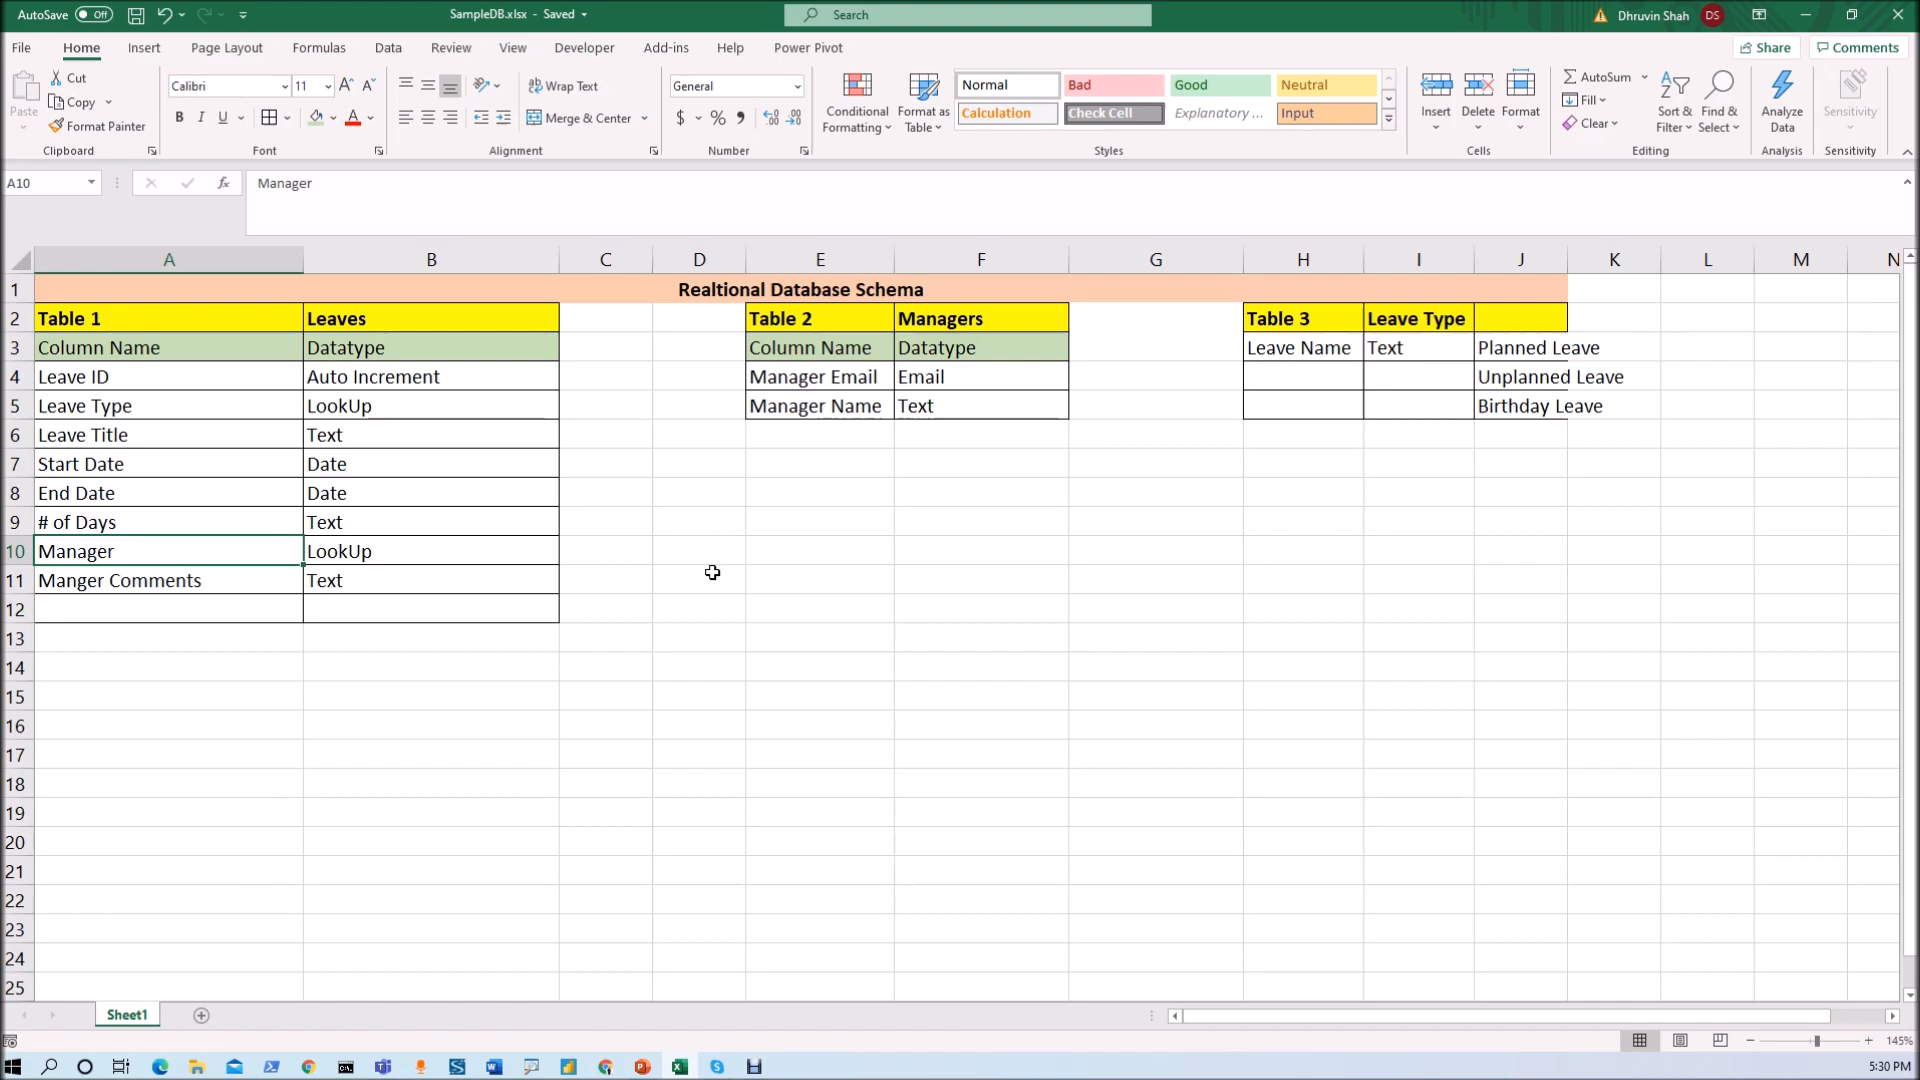 AutoSave Off SampleDB.xlsx - Saved Search Dhruvin Shah DS
File Home Insert Page Layout Formulas Data Review View Developer Add-ins Help Power Pivot Share Comments
Paste Cut Copy Format Painter Clipboard
Calibri 11 B I U A Font
Wrap Text Merge & Center Alignment
General $ % Number
Conditional Formatting Format as Table
Normal Bad Good Neutral
Calculation Check Cell Explanatory ... Input
Styles
Insert Delete Format Cells
AutoSum Fill Clear Sort & Filter Find & Select Editing
Analyze Data Analysis
Sensitivity Sensitivity
A10 fx Manager
A B C D E F G H I J K L M N
1 Realtional Database Schema
2 Table 1 Leaves Table 2 Managers Table 3 Leave Type
3 Column Name Datatype Column Name Datatype Leave Name Text Planned Leave
4 Leave ID Auto Increment Manager Email Email Unplanned Leave
5 Leave Type LookUp Manager Name Text Birthday Leave
6 Leave Title Text
7 Start Date Date
8 End Date Date
9 # of Days Text
10 Manager LookUp
11 Manger Comments Text
12
13
14
15
16
17
18
19
20
21
22
23
24
25
Sheet1
145%
5:30 PM